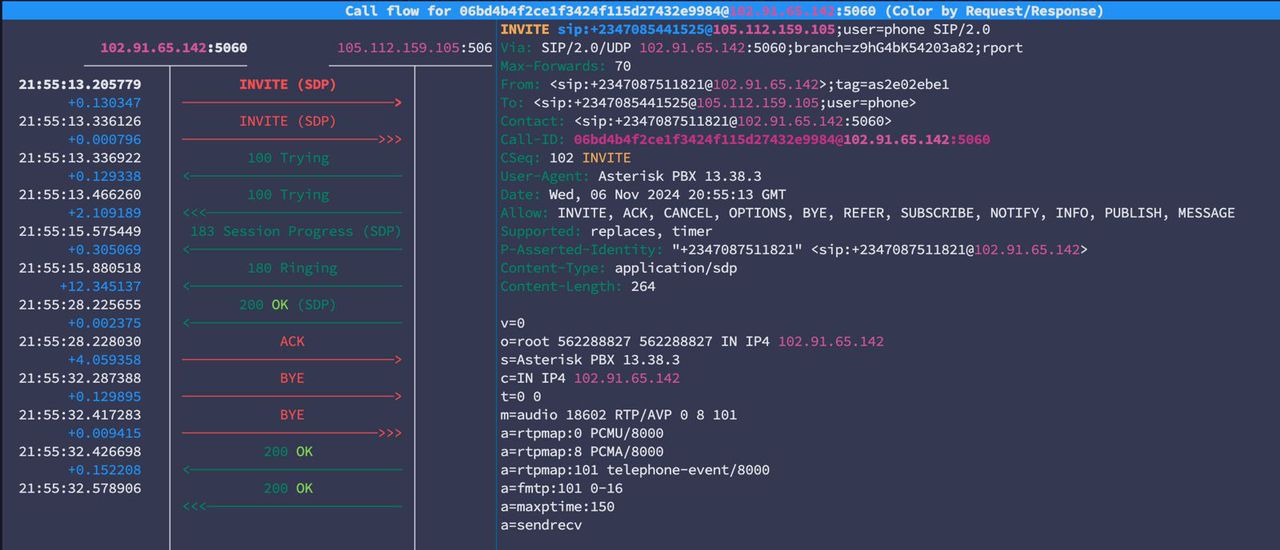 Call flow for 06bd4b4f2ce1f3424f115d27432e9984@102.91.65.142:5060 (Color by Request/Response)
102.91.65.142:5060
105.112.159.105:506
21:55:13.205779
INVITE (SDP)
+0.130347
21:55:13.336126
INVITE (SDP)
+0.000796
21:55:13.336922
100 Trying
+0.129338
21:55:13.466260
100 Trying
+2.109189
21:55:15.575449
183 Session Progress (SDP)
+0.305069
21:55:15.880518
180 Ringing
+12.345137
21:55:28.225655
200 OK (SDP)
+0.002375
21:55:28.228030
ACK
+4.059358
21:55:32.287388
BYE
+0.129895
21:55:32.417283
BYE
+0.009415
21:55:32.426698
200 OK
+0.152208
21:55:32.578906
200 OK
INVITE sip:+2347085441525@105.112.159.105;user=phone SIP/2.0
Via: SIP/2.0/UDP 102.91.65.142:5060;branch=z9hG4bK54203a82;rport
Max-Forwards: 70
From: <sip:+2347087511821@102.91.65.142>;tag=as2e02ebe1
To: <sip:+2347085441525@105.112.159.105;user=phone>
Contact: <sip:+2347087511821@102.91.65.142:5060>
Call-ID: 06bd4b4f2ce1f3424f115d27432e9984@102.91.65.142:5060
CSeq: 102 INVITE
User-Agent: Asterisk PBX 13.38.3
Date: Wed, 06 Nov 2024 20:55:13 GMT
Allow: INVITE, ACK, CANCEL, OPTIONS, BYE, REFER, SUBSCRIBE, NOTIFY, INFO, PUBLISH, MESSAGE
Supported: replaces, timer
P-Asserted-Identity: "+2347087511821" <sip:+2347087511821@102.91.65.142>
Content-Type: application/sdp
Content-Length: 264
v=0
o=root 562288827 562288827 IN IP4 102.91.65.142
s=Asterisk PBX 13.38.3
c=IN IP4 102.91.65.142
t=0 0
m=audio 18602 RTP/AVP 0 8 101
a=rtpmap:0 PCMU/8000
a=rtpmap:8 PCMA/8000
a=rtpmap:101 telephone-event/8000
a=fmtp:101 0-16
a=maxptime:150
a=sendrecv